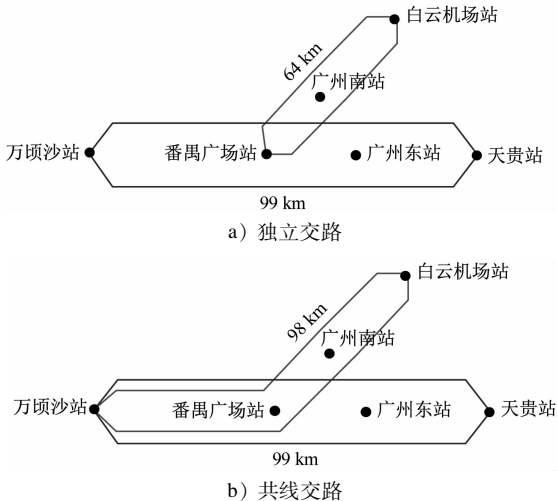 白云机场站
64 km
广州南站
万顷沙站
番禺广场站
广州东站
天贵站
99 km
a）独立交路
白云机场站
98 km
广州南站
万顷沙站
番禺广场站
广州东站
天贵站
99 km
b）共线交路